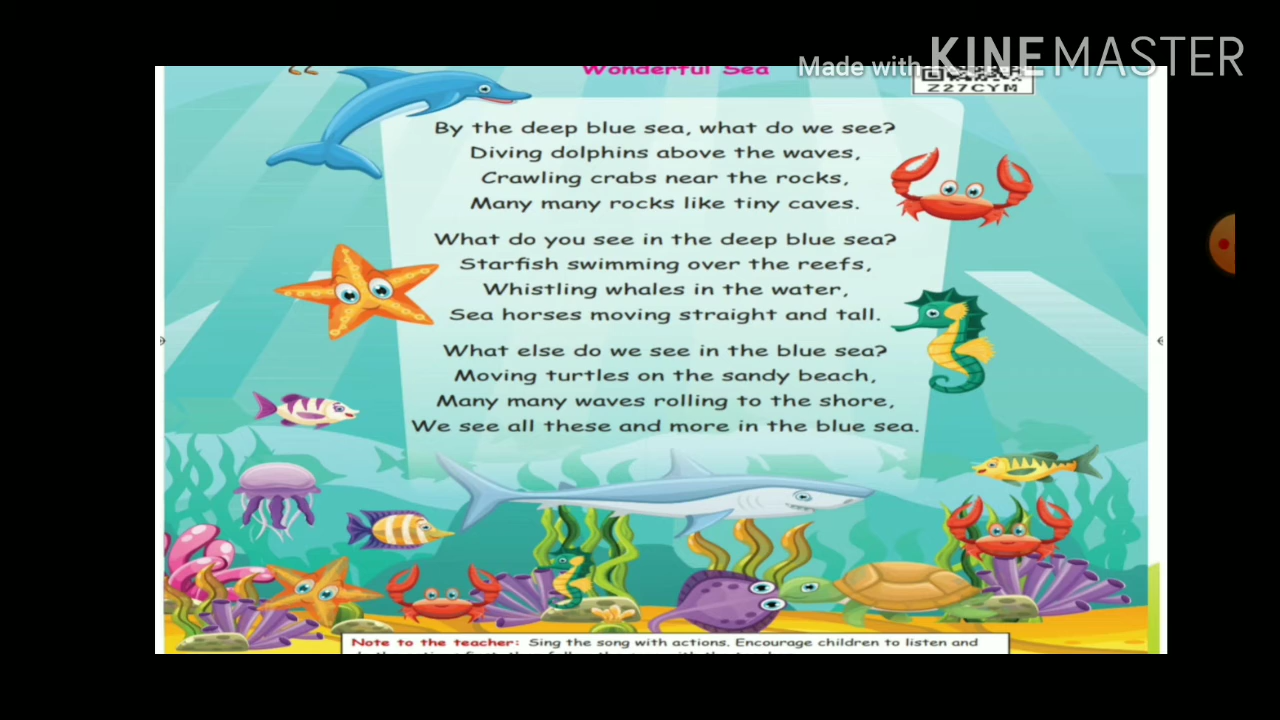 Made with KINEMASTER
Wonderful Sea
Z27CYM
By the deep blue sea, what do we see?
Diving dolphins above the waves,
Crawling crabs near the rocks,
Many many rocks like tiny caves.
What do you see in the deep blue sea?
Starfish swimming over the reefs,
Whistling whales in the water,
Sea horses moving straight and tall.
What else do we see in the blue sea?
Moving turtles on the sandy beach,
Many many waves rolling to the shore,
We see all these and more in the blue sea.
Note to the teacher: Sing the song with actions. Encourage children to listen and